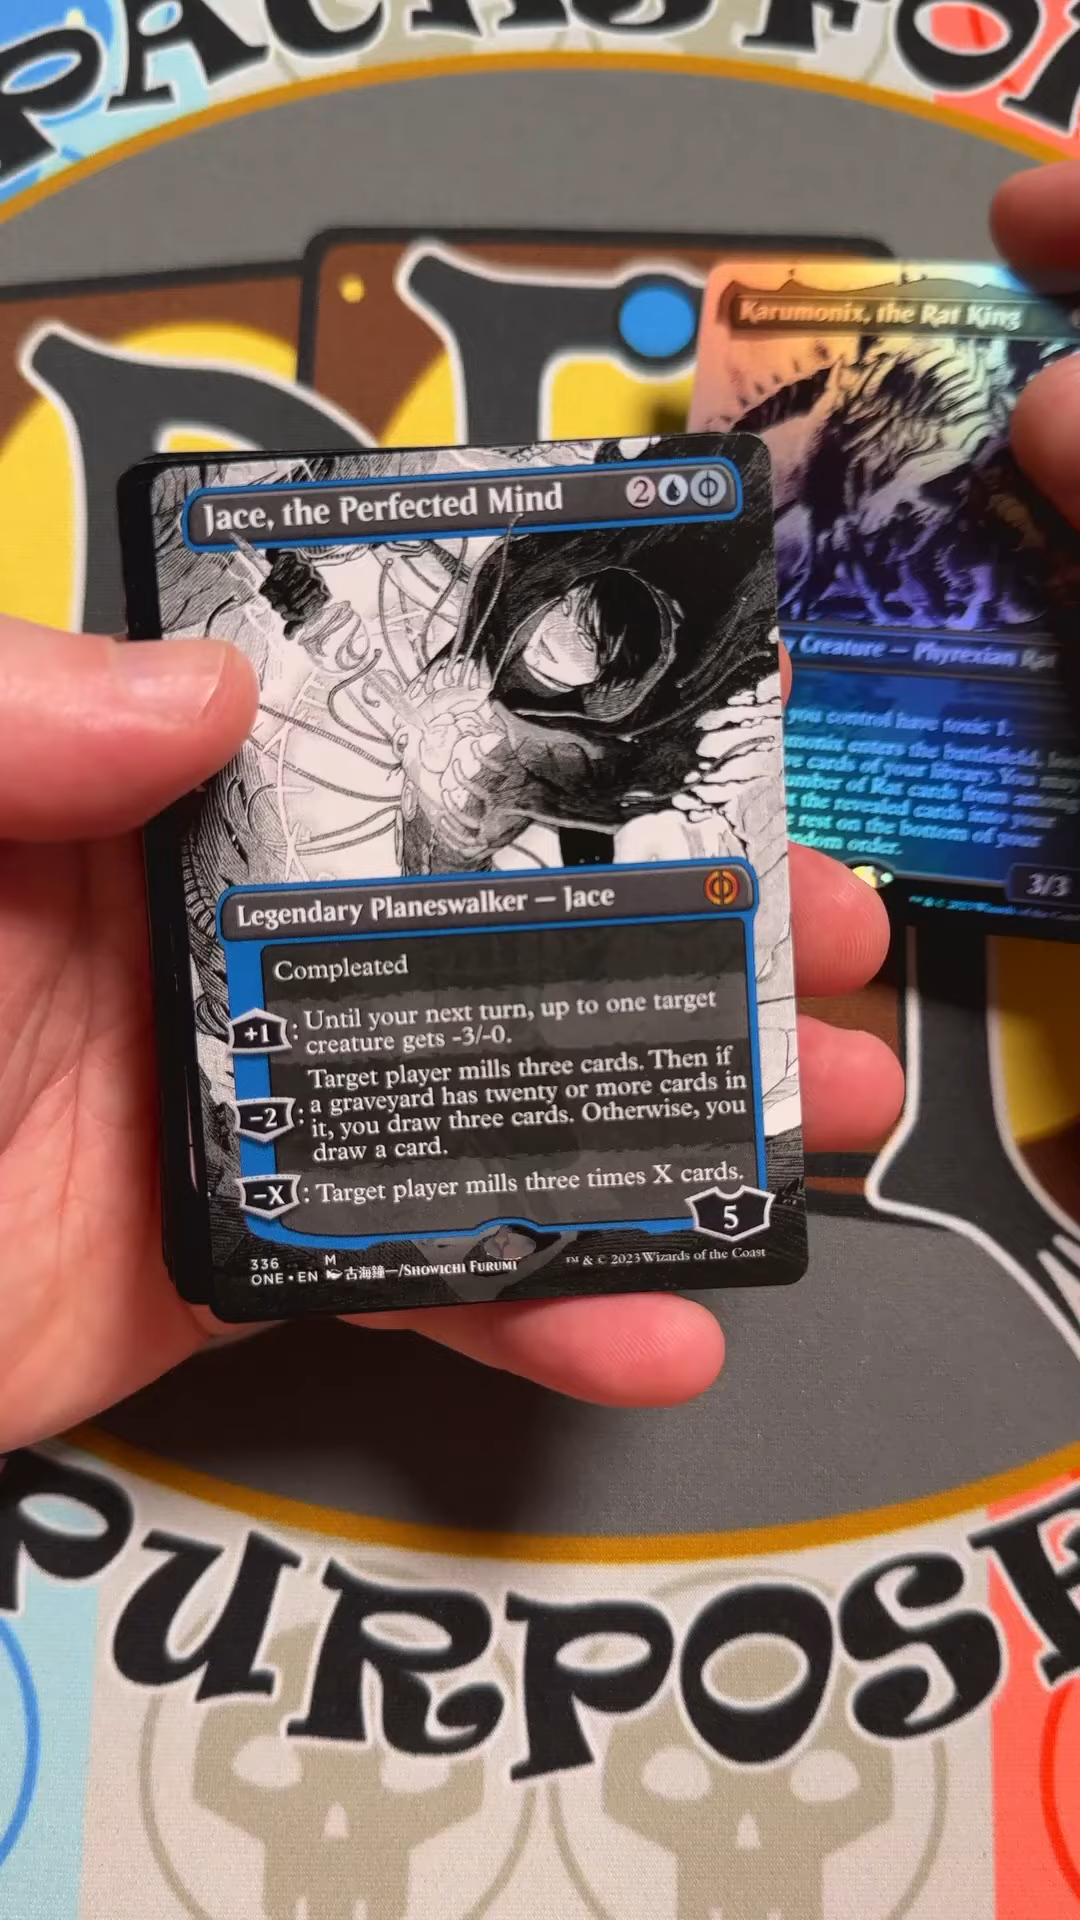 PACKS FOR
Karumonix, the Rat King
Jace, the Perfected Mind
2
Creature — Phyrexian Rat
you control have toxic 1.
enters the battlefield,
cards of your library. You may
number of Rat cards from among
the revealed cards into your
rest on the bottom of your
random order.
3/3
Legendary Planeswalker — Jace
Compleated
+1: Until your next turn, up to one target
creature gets -3/-0.
Target player mills three cards. Then if
−2: a graveyard has twenty or more cards in
it, you draw three cards. Otherwise, you
draw a card.
−X: Target player mills three times X cards.
5
336 M
ONE • EN 古海鐘一/SHOWICHI FURUMI
™ & © 2023 Wizards of the Coast
PURPOSE